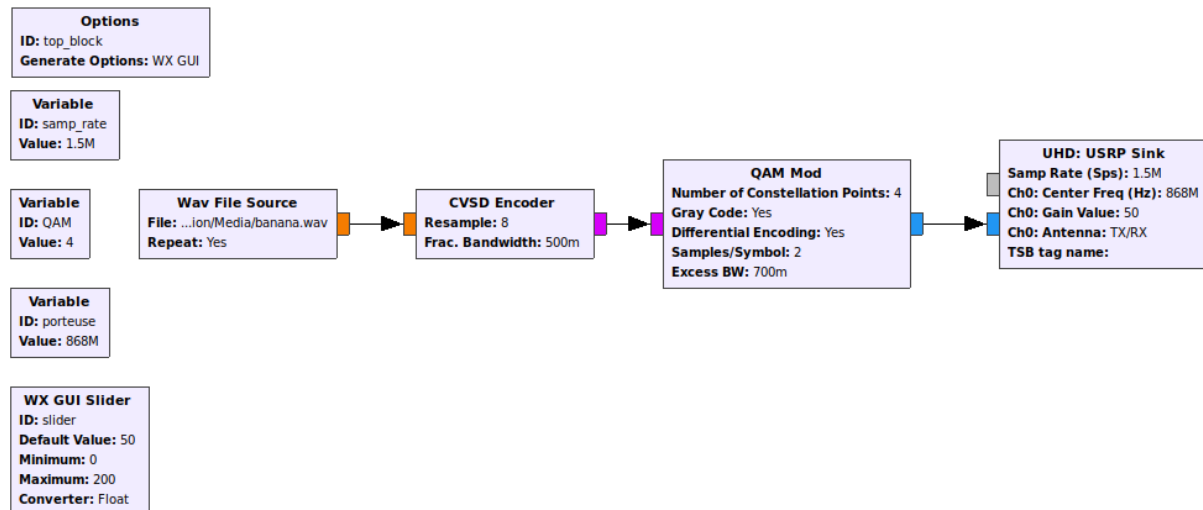 Options
ID: top_block
Generate Options: WX GUI
Variable
ID: samp_rate
Value: 1.5M
Variable
ID: QAM
Value: 4
Variable
ID: porteuse
Value: 868M
WX GUI Slider
ID: slider
Default Value: 50
Minimum: 0
Maximum: 200
Converter: Float
Wav File Source
File: ...ion/Media/banana.wav
Repeat: Yes
CVSD Encoder
Resample: 8
Frac. Bandwidth: 500m
QAM Mod
Number of Constellation Points: 4
Gray Code: Yes
Differential Encoding: Yes
Samples/Symbol: 2
Excess BW: 700m
UHD: USRP Sink
Samp Rate (Sps): 1.5M
Ch0: Center Freq (Hz): 868M
Ch0: Gain Value: 50
Ch0: Antenna: TX/RX
TSB tag name: